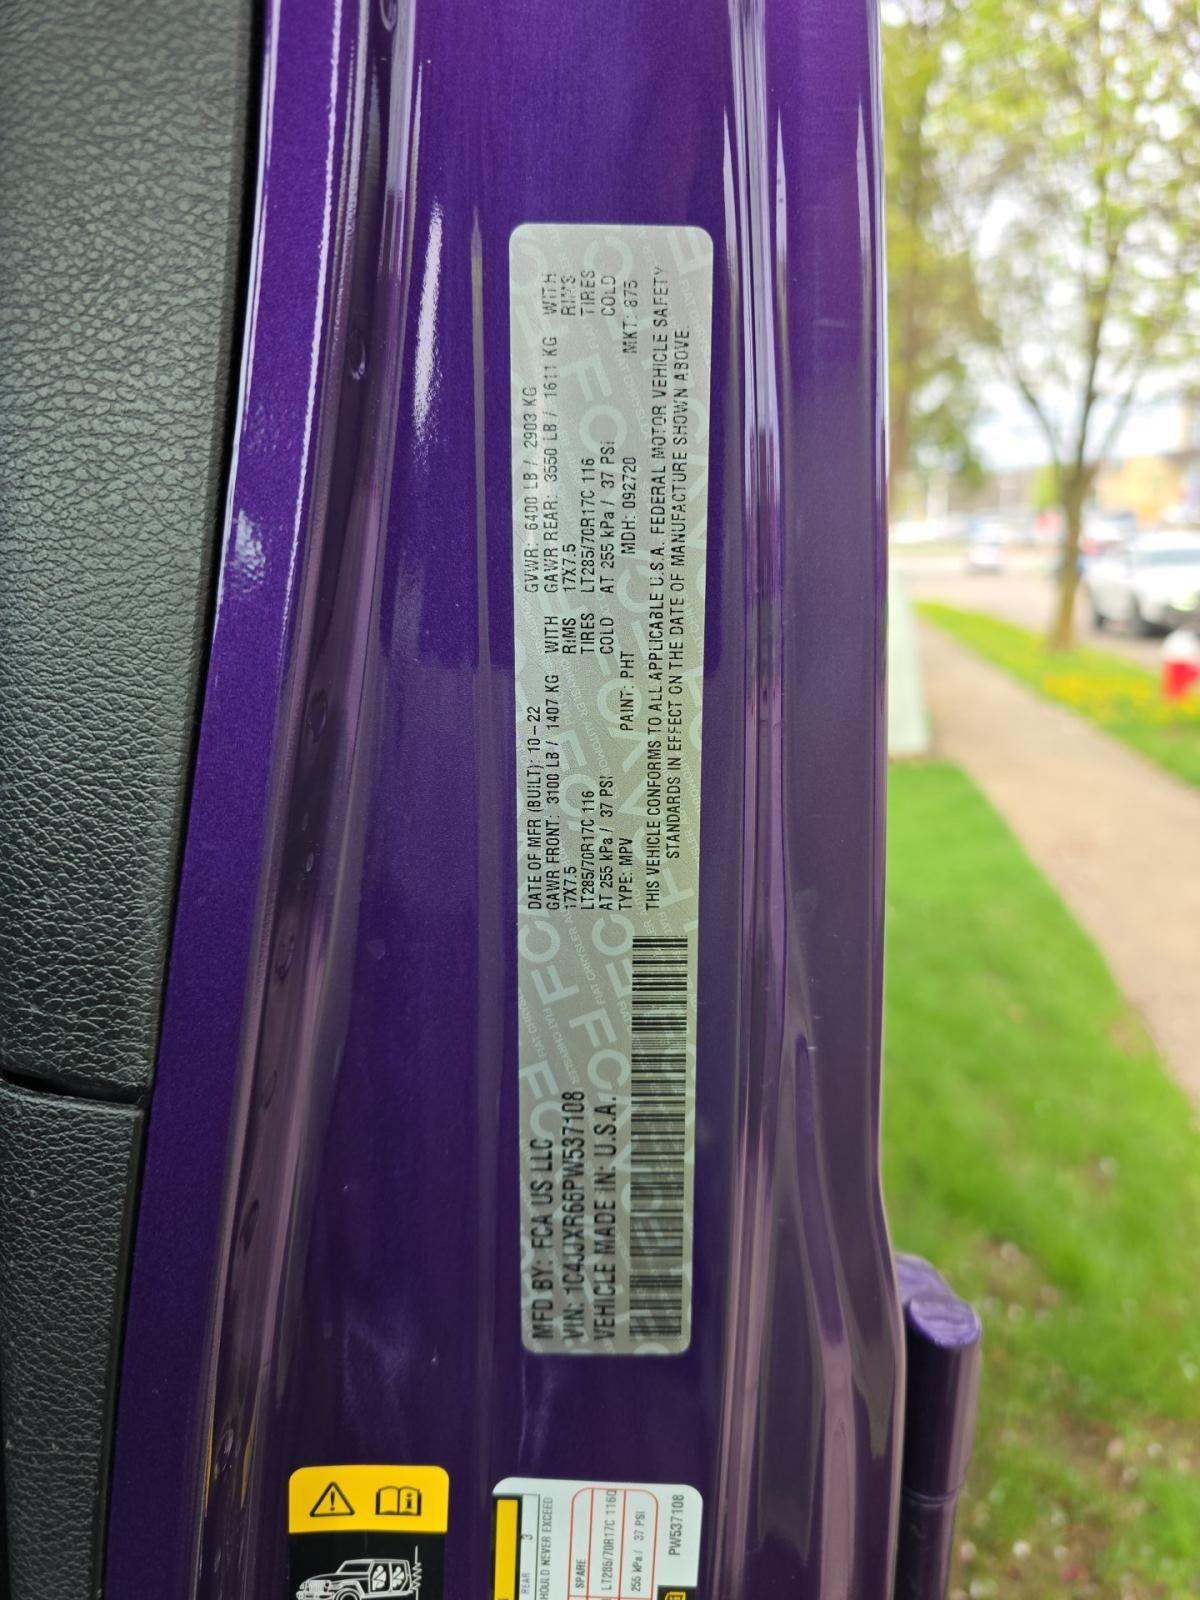 MFD BY: FCA US LLC
VIN: 1C4JJXR66PW537108
VEHICLE MADE IN: U.S.A.
DATE OF MFR (BUILT): 10-22 GVWR: 6400 LB / 2903 KG
GAWR FRONT: 3100 LB / 1407 KG WITH GAWR REAR: 3550 LB / 1611 KG WITH
17X7.5 RIMS 17X7.5 RIMS
LT285/70R17C 116 TIRES LT285/70R17C 116 TIRES
AT 255 kPa / 37 PSI COLD AT 255 kPa / 37 PSI COLD
TYPE: MPV PAINT: PHT MDH: 092720 MKT: 875
THIS VEHICLE CONFORMS TO ALL APPLICABLE U.S.A. FEDERAL MOTOR VEHICLE SAFETY
STANDARDS IN EFFECT ON THE DATE OF MANUFACTURE SHOWN ABOVE
REAR 3
SHOULD NEVER EXCEED
SPARE
LT285/70R17C 116Q
255 kPa / 37 PSI
PW537108